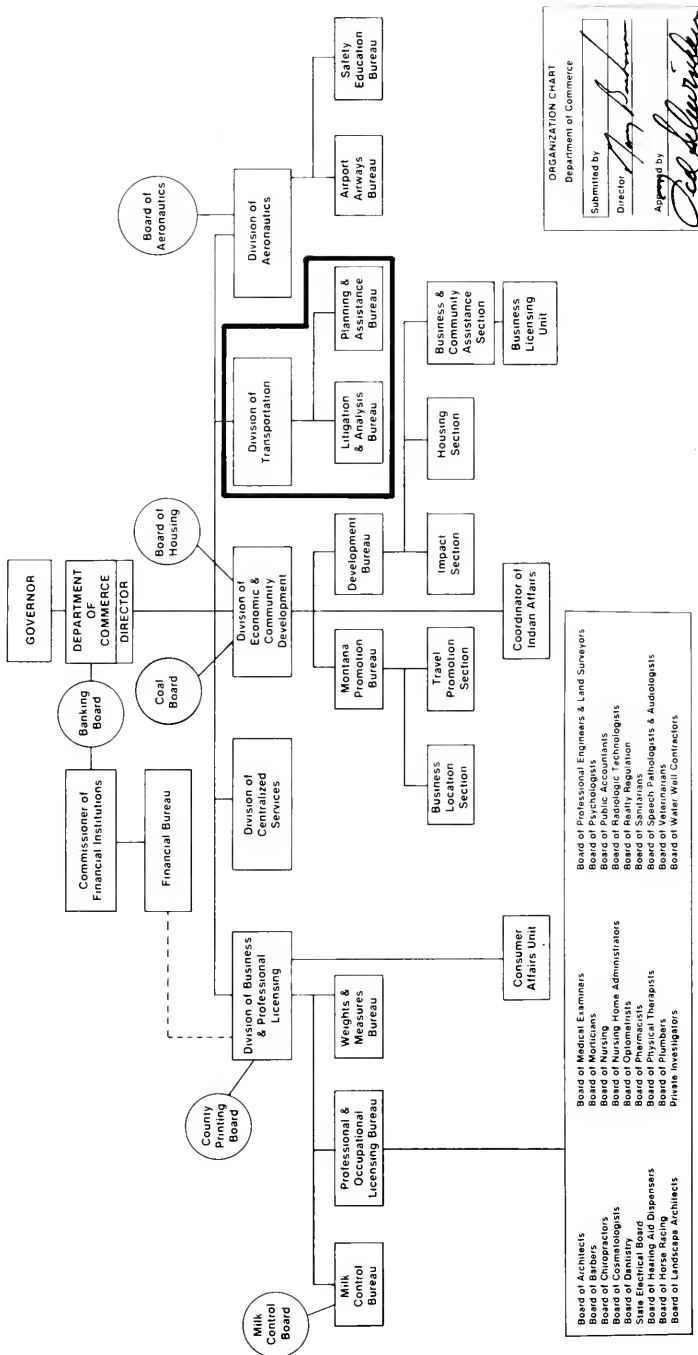 GOVERNOR
DEPARTMENT
OF
COMMERCE
DIRECTOR
Banking
Board
Commissioner of
Financial Institutions
Financial Bureau
County
Printing
Board
Division of Business
& Professional
Licensing
Division of
Centralized
Services
Coal
Board
Board of
Housing
Division of
Economic &
Community
Development
Division of
Transportation
Board of
Aeronautics
Division of
Aeronautics
Milk
Control
Board
Milk
Control
Bureau
Professional &
Occupational
Licensing Bureau
Weights &
Measures
Bureau
Montana
Promotion
Bureau
Development
Bureau
Litigation
& Analysis
Bureau
Planning &
Assistance
Bureau
Airport
Airways
Bureau
Safety
Education
Bureau
Business
Location
Section
Travel
Promotion
Section
Impact
Section
Housing
Section
Business &
Community
Assistance
Section
Consumer
Affairs Unit
Coordinator of
Indian Affairs
Business
Licensing
Unit
Board of Architects
Board of Barbers
Board of Chiropractors
Board of Cosmetologists
Board of Dentistry
State Electrical Board
Board of Hearing Aid Dispensers
Board of Horse Racing
Board of Landscape Architects
Board of Medical Examiners
Board of Morticians
Board of Nursing
Board of Nursing Home Administrators
Board of Optometrists
Board of Pharmacists
Board of Physical Therapists
Board of Plumbers
Private Investigators
Board of Professional Engineers & Land Surveyors
Board of Psychologists
Board of Public Accountants
Board of Radiologic Technologists
Board of Realty Regulation
Board of Sanitarians
Board of Speech Pathologists & Audiologists
Board of Veterinarians
Board of Water Well Contractors
ORGANIZATION CHART
Department of Commerce
Submitted by
Director
Approved by